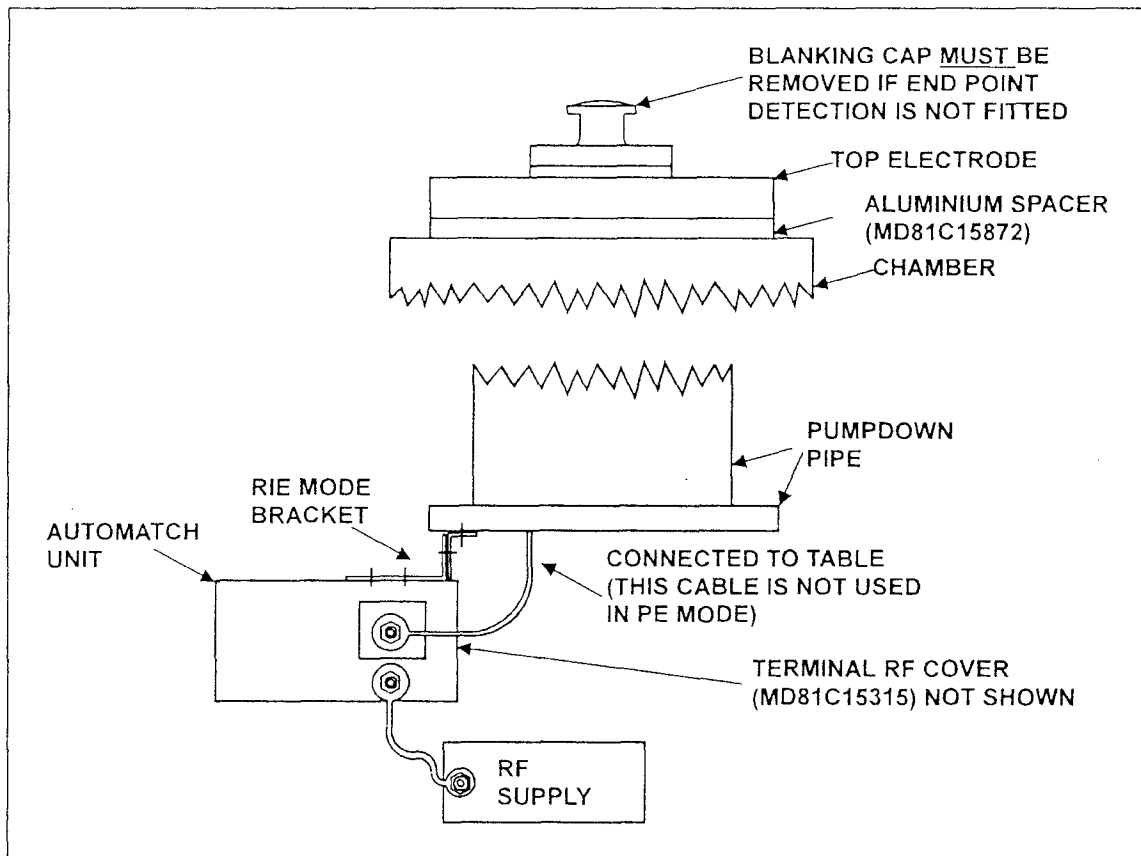 BLANKING CAP MUST BE
REMOVED IF END POINT
DETECTION IS NOT FITTED
TOP ELECTRODE
ALUMINIUM SPACER
(MD81C15872)
CHAMBER
PUMPDOWN
PIPE
RIE MODE
BRACKET
AUTOMATCH
UNIT
CONNECTED TO TABLE
(THIS CABLE IS NOT USED
IN PE MODE)
TERMINAL RF COVER
(MD81C15315) NOT SHOWN
RF
SUPPLY